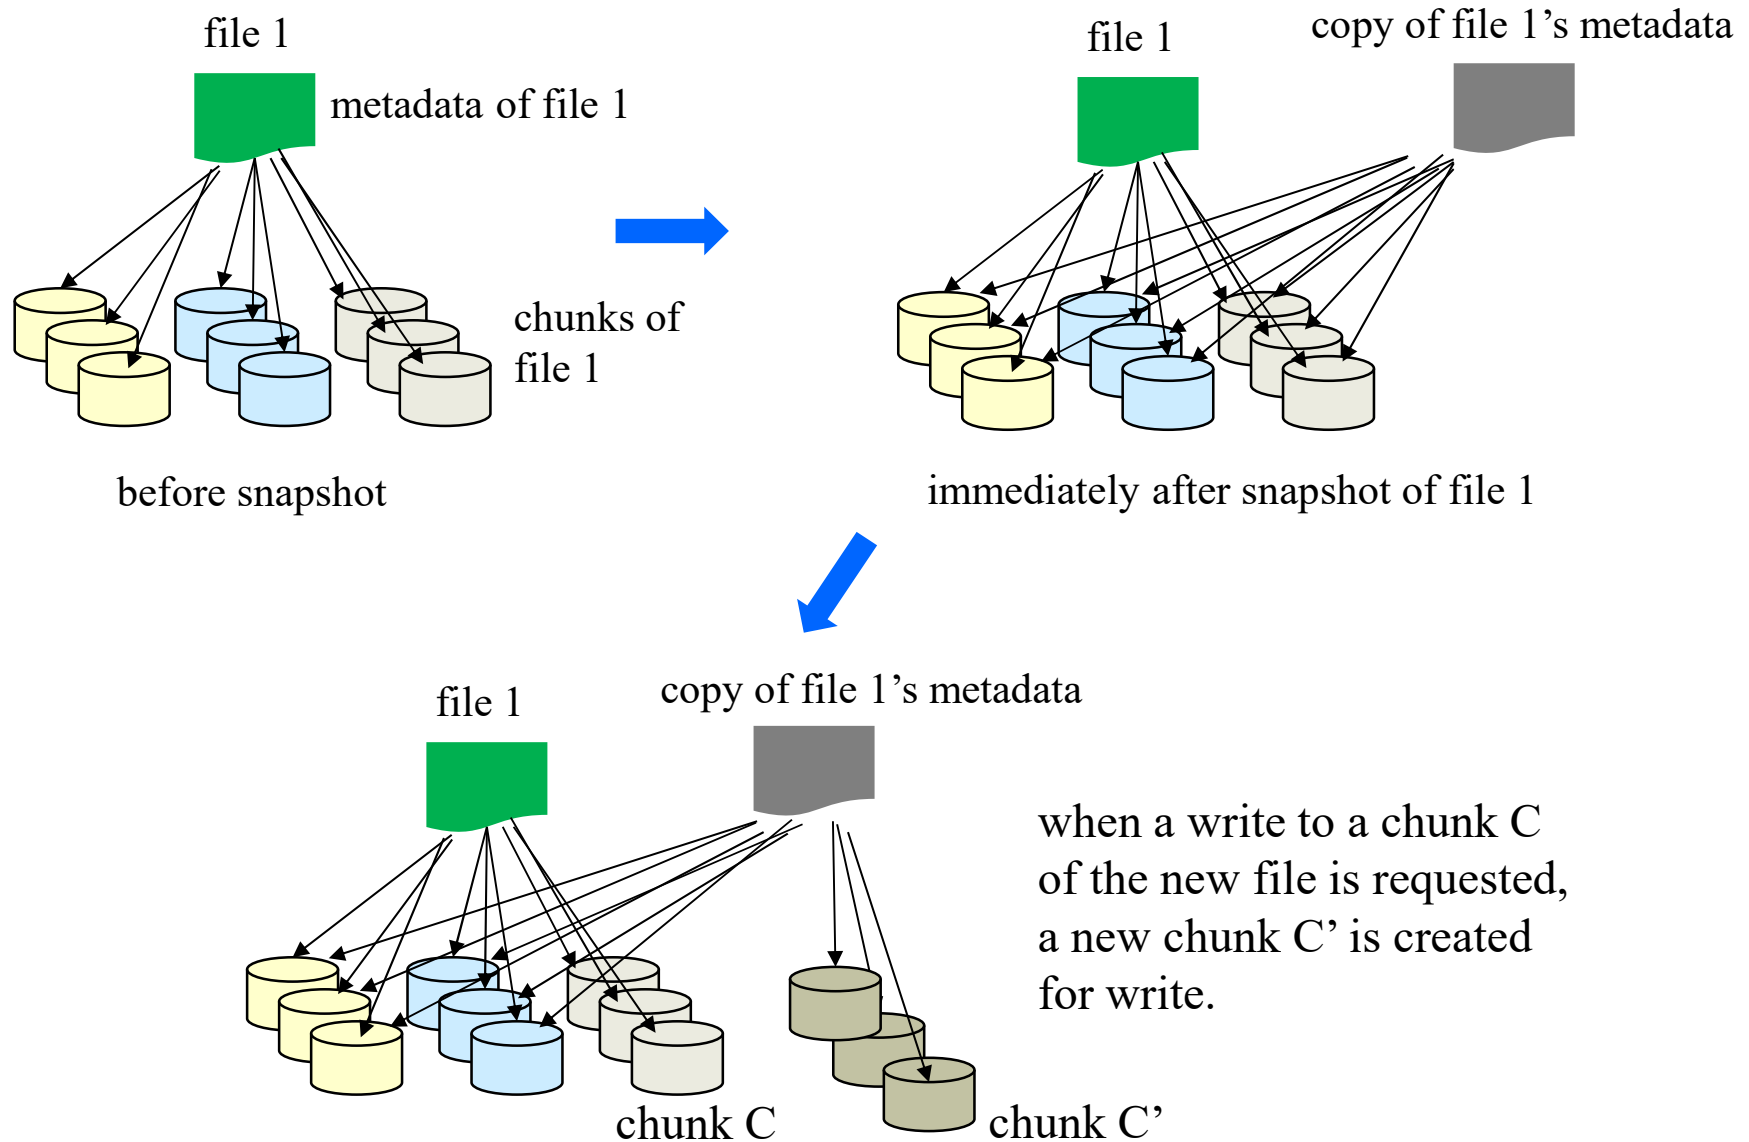 file 1
metadata of file 1
chunks of
file 1
before snapshot
file 1
copy of file 1’s metadata
immediately after snapshot of file 1
file 1
copy of file 1’s metadata
when a write to a chunk C
of the new file is requested,
a new chunk C’ is created
for write.
chunk C
chunk C’